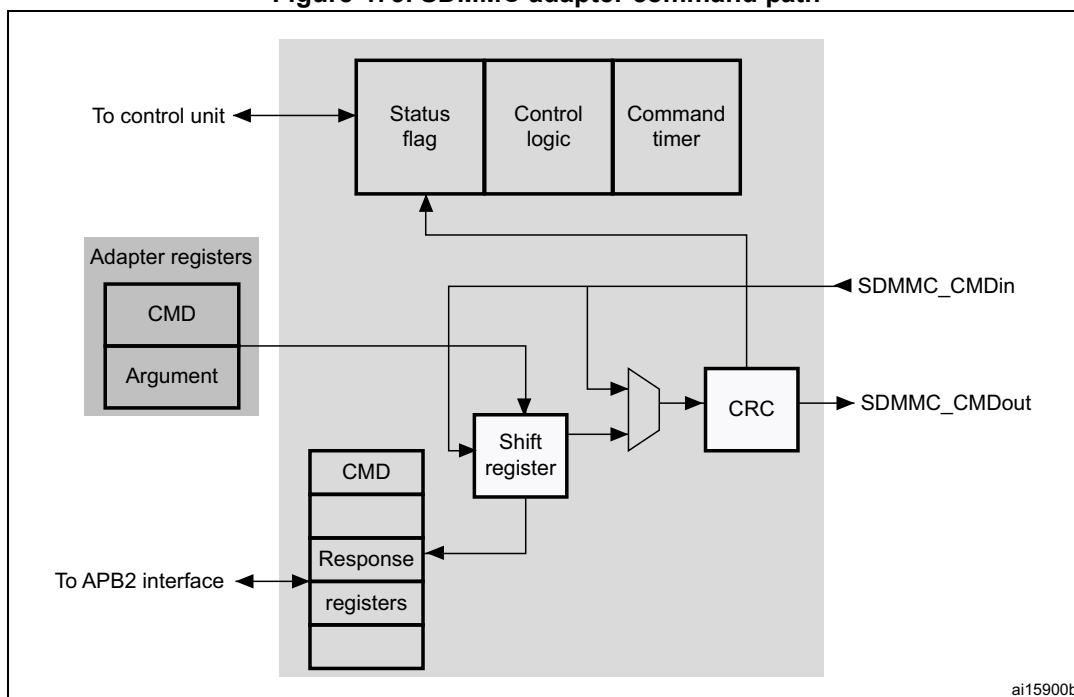 To control unit
Status
flag
Control
logic
Command
timer
Adapter registers
CMD
Argument
SDMMC_CMDin
CRC
SDMMC_CMDout
Shift
register
CMD
Response
registers
To APB2 interface
ai15900b